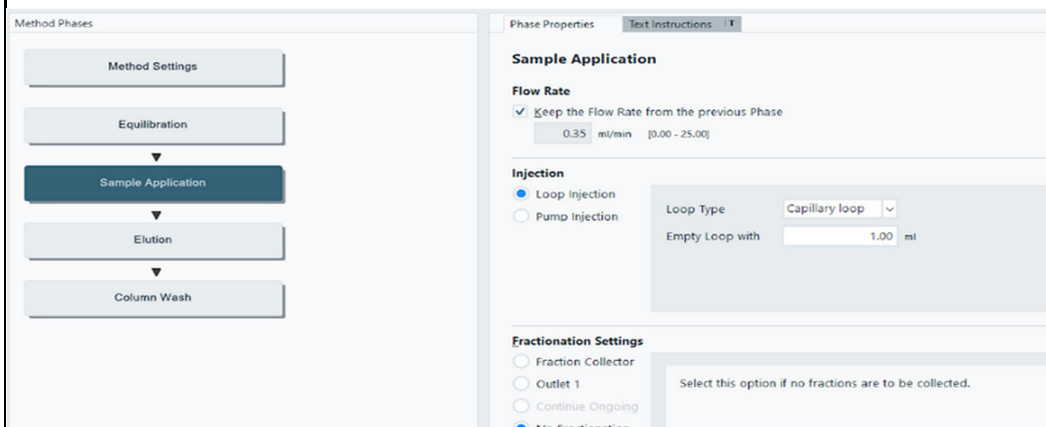 Method Phases
Method Settings
Equilibration
Sample Application
Elution
Column Wash
Phase Properties Text Instructions T
Sample Application
Flow Rate
Keep the Flow Rate from the previous Phase
0.35 ml/min [0.00 - 25.00]
Injection
Loop Injection
Pump Injection
Loop Type Capillary loop
Empty Loop with 1.00 ml
Fractionation Settings
Fraction Collector
Outlet 1
Continue Ongoing
No Fractionation
Select this option if no fractions are to be collected.